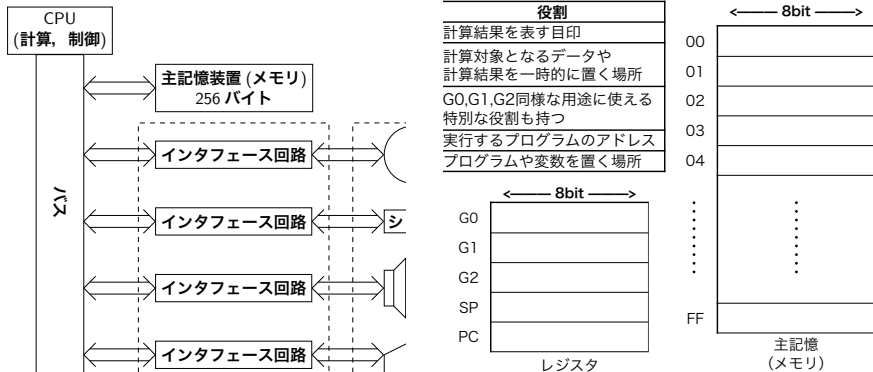 CPU
(計算，制御)
主記憶装置 (メモリ)
256 バイト
インタフェース回路
バス
インタフェース回路
シ
インタフェース回路
インタフェース回路
役割
計算結果を表す目印
計算対象となるデータや
計算結果を一時的に置く場所
G0,G1,G2同様な用途に使える
特別な役割も持つ
実行するプログラムのアドレス
プログラムや変数を置く場所
8bit
G0
G1
G2
SP
PC
レジスタ
8bit
00
01
02
03
04
FF
主記憶
(メモリ)